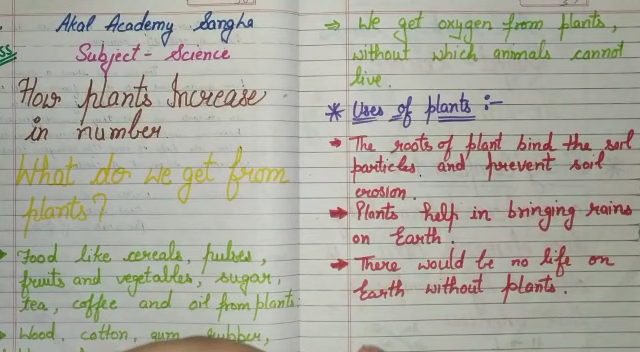 Akal Academy Sangha
ss
Subject - Science
How plants Increase
in number
What do we get from
plants?
Food like cereals, pulses,
fruits and vegetables, sugar,
tea, coffee and oil from plants.
Wood, cotton, gum, rubber,
→ We get oxygen from plants,
without which animals cannot
live.
* Uses of plants :-
→ The roots of plant bind the soil
particles and prevent soil
erosion.
→ Plants help in bringing rains
on Earth.
→ There would be no life on
Earth without plants.